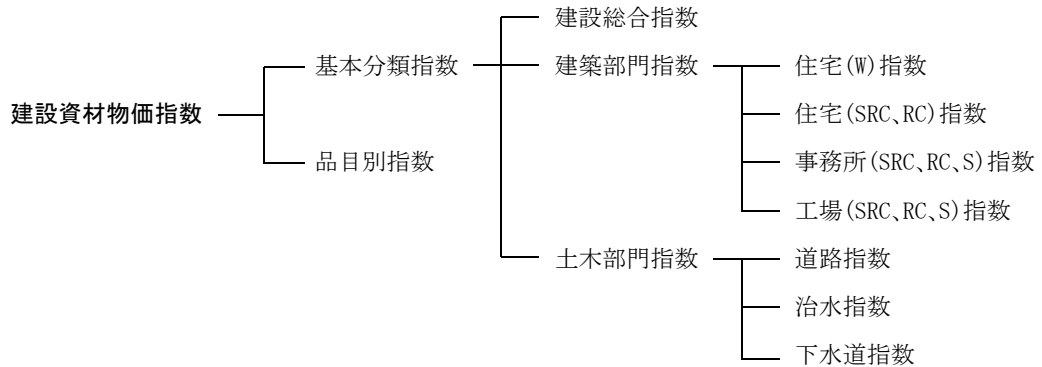 建設総合指数
基本分類指数
建築部門指数
住宅(W)指数
建設資材物価指数
住宅(SRC、RC)指数
品目別指数
事務所(SRC、RC、S)指数
工場(SRC、RC、S)指数
土木部門指数
道路指数
治水指数
下水道指数